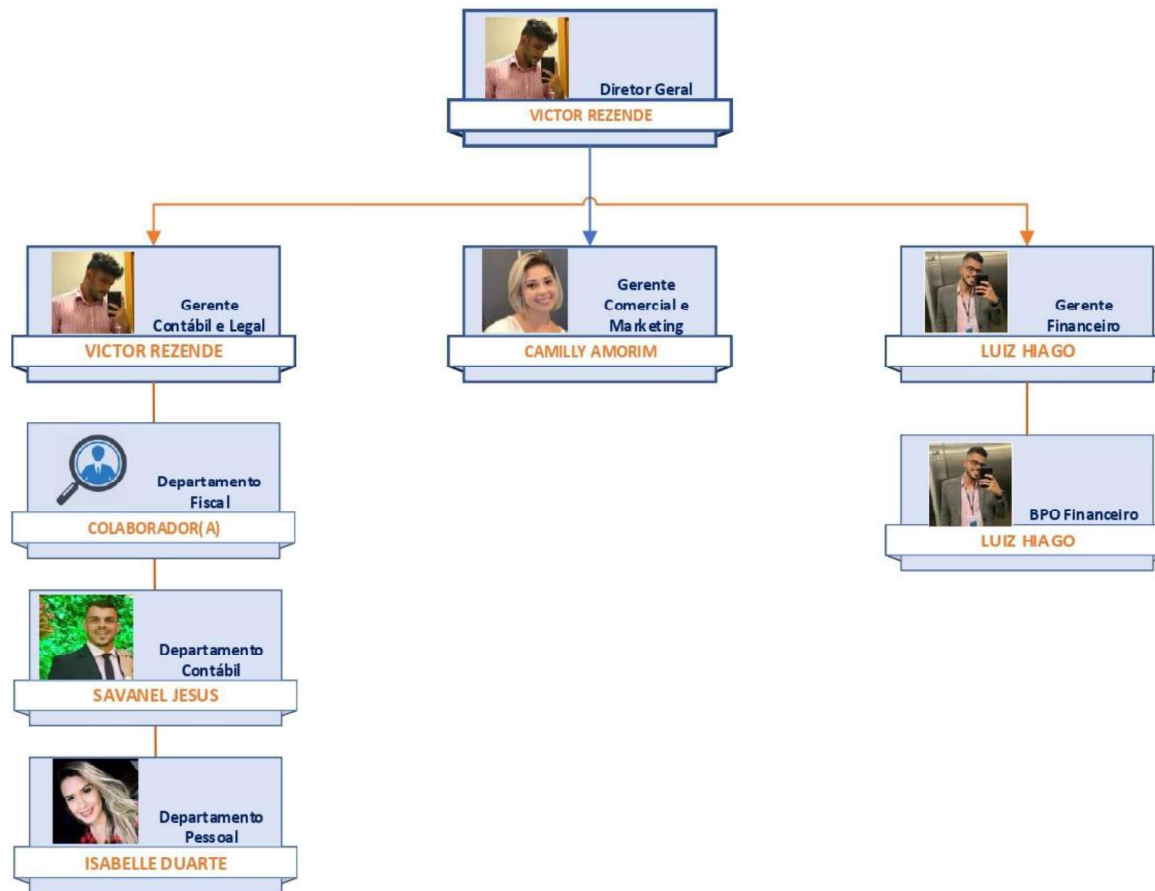 Diretor Geral
VICTOR REZENDE
Gerente
Contábil e Legal
VICTOR REZENDE
Gerente
Comercial e
Marketing
CAMILLY AMORIM
Gerente
Financeiro
LUIZ HIAGO
Departamento
Fiscal
COLABORADOR(A)
BPO Financeiro
LUIZ HIAGO
Departamento
Contábil
SAVANEL JESUS
Departamento
Pessoal
ISABELLE DUARTE